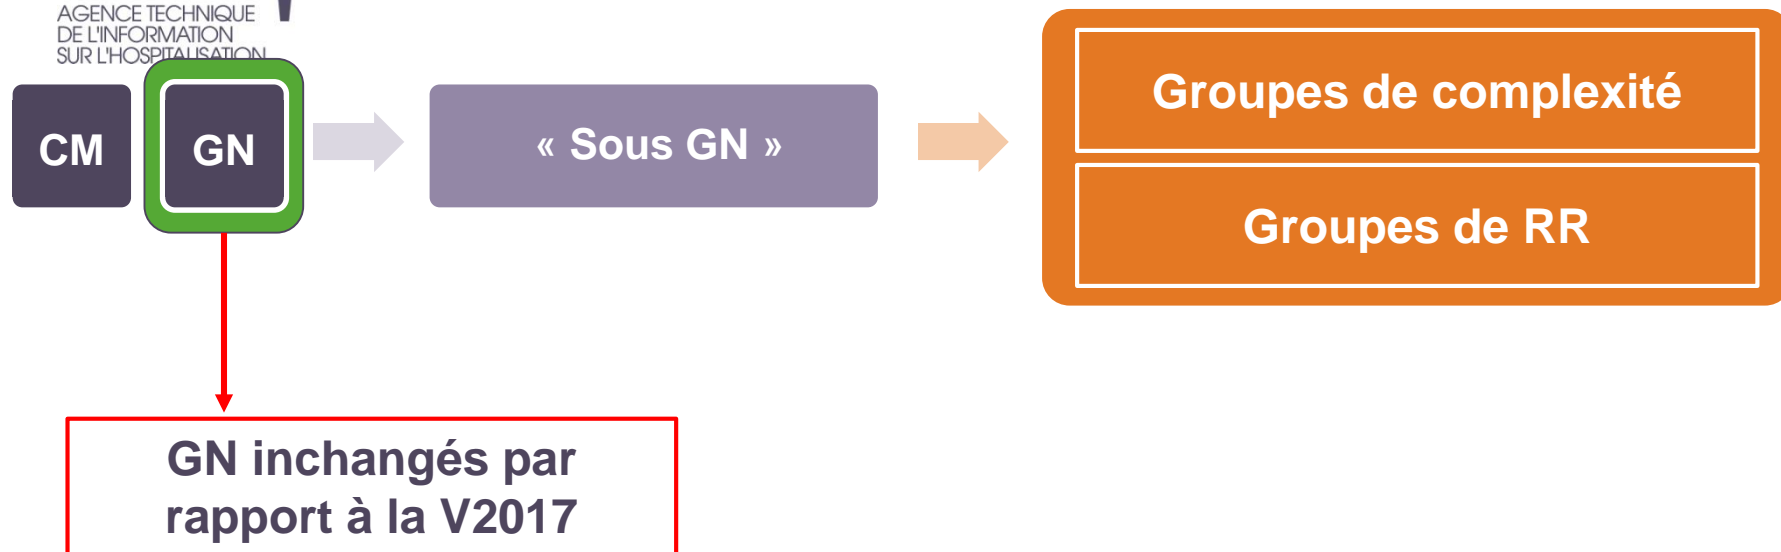 AGENCE TECHNIQUE
DE L'INFORMATION
SUR L'HOSPITALISATION
CM
GN
« Sous GN »
Groupes de complexité
Groupes de RR
GN inchangés par
rapport à la V2017